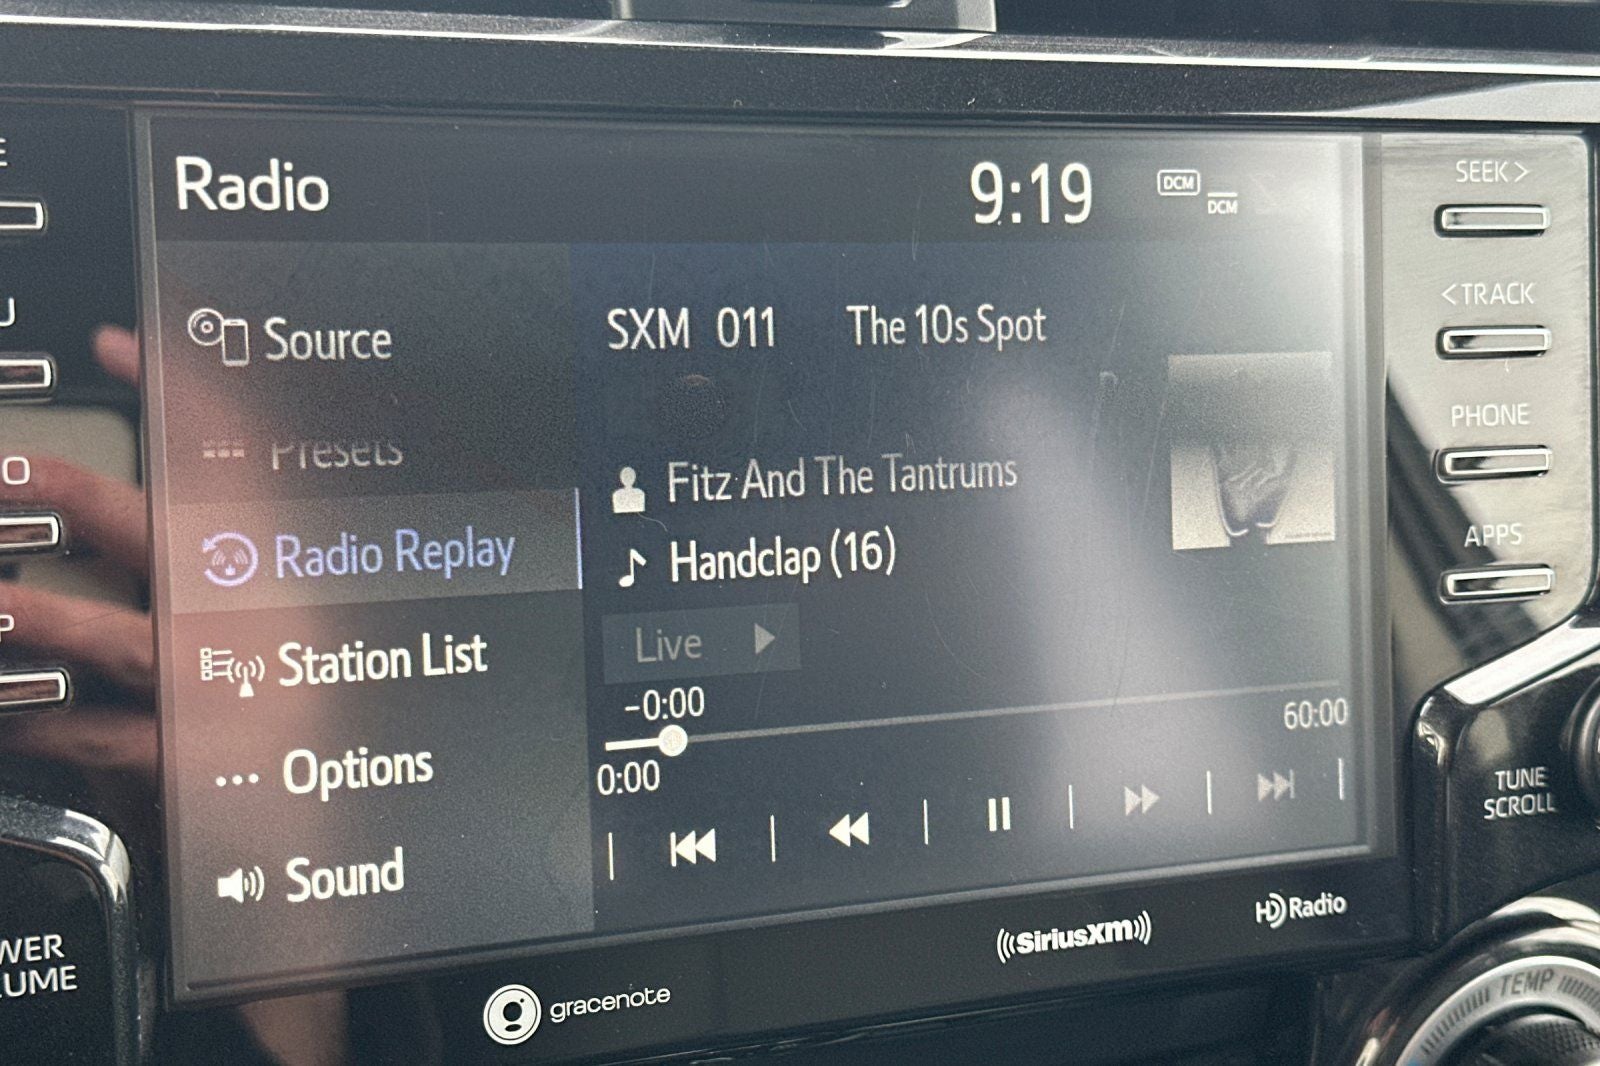 Radio
9:19
DCM
DCM
Source
SXM 011 The 10s Spot
Presets
Fitz And The Tantrums
Radio Replay
Handclap (16)
Live
Station List
-0:00
60:00
0:00
Options
Sound
SEEK >
< TRACK
PHONE
APPS
TUNE
SCROLL
TEMP
SiriusXM
HD Radio
gracenote